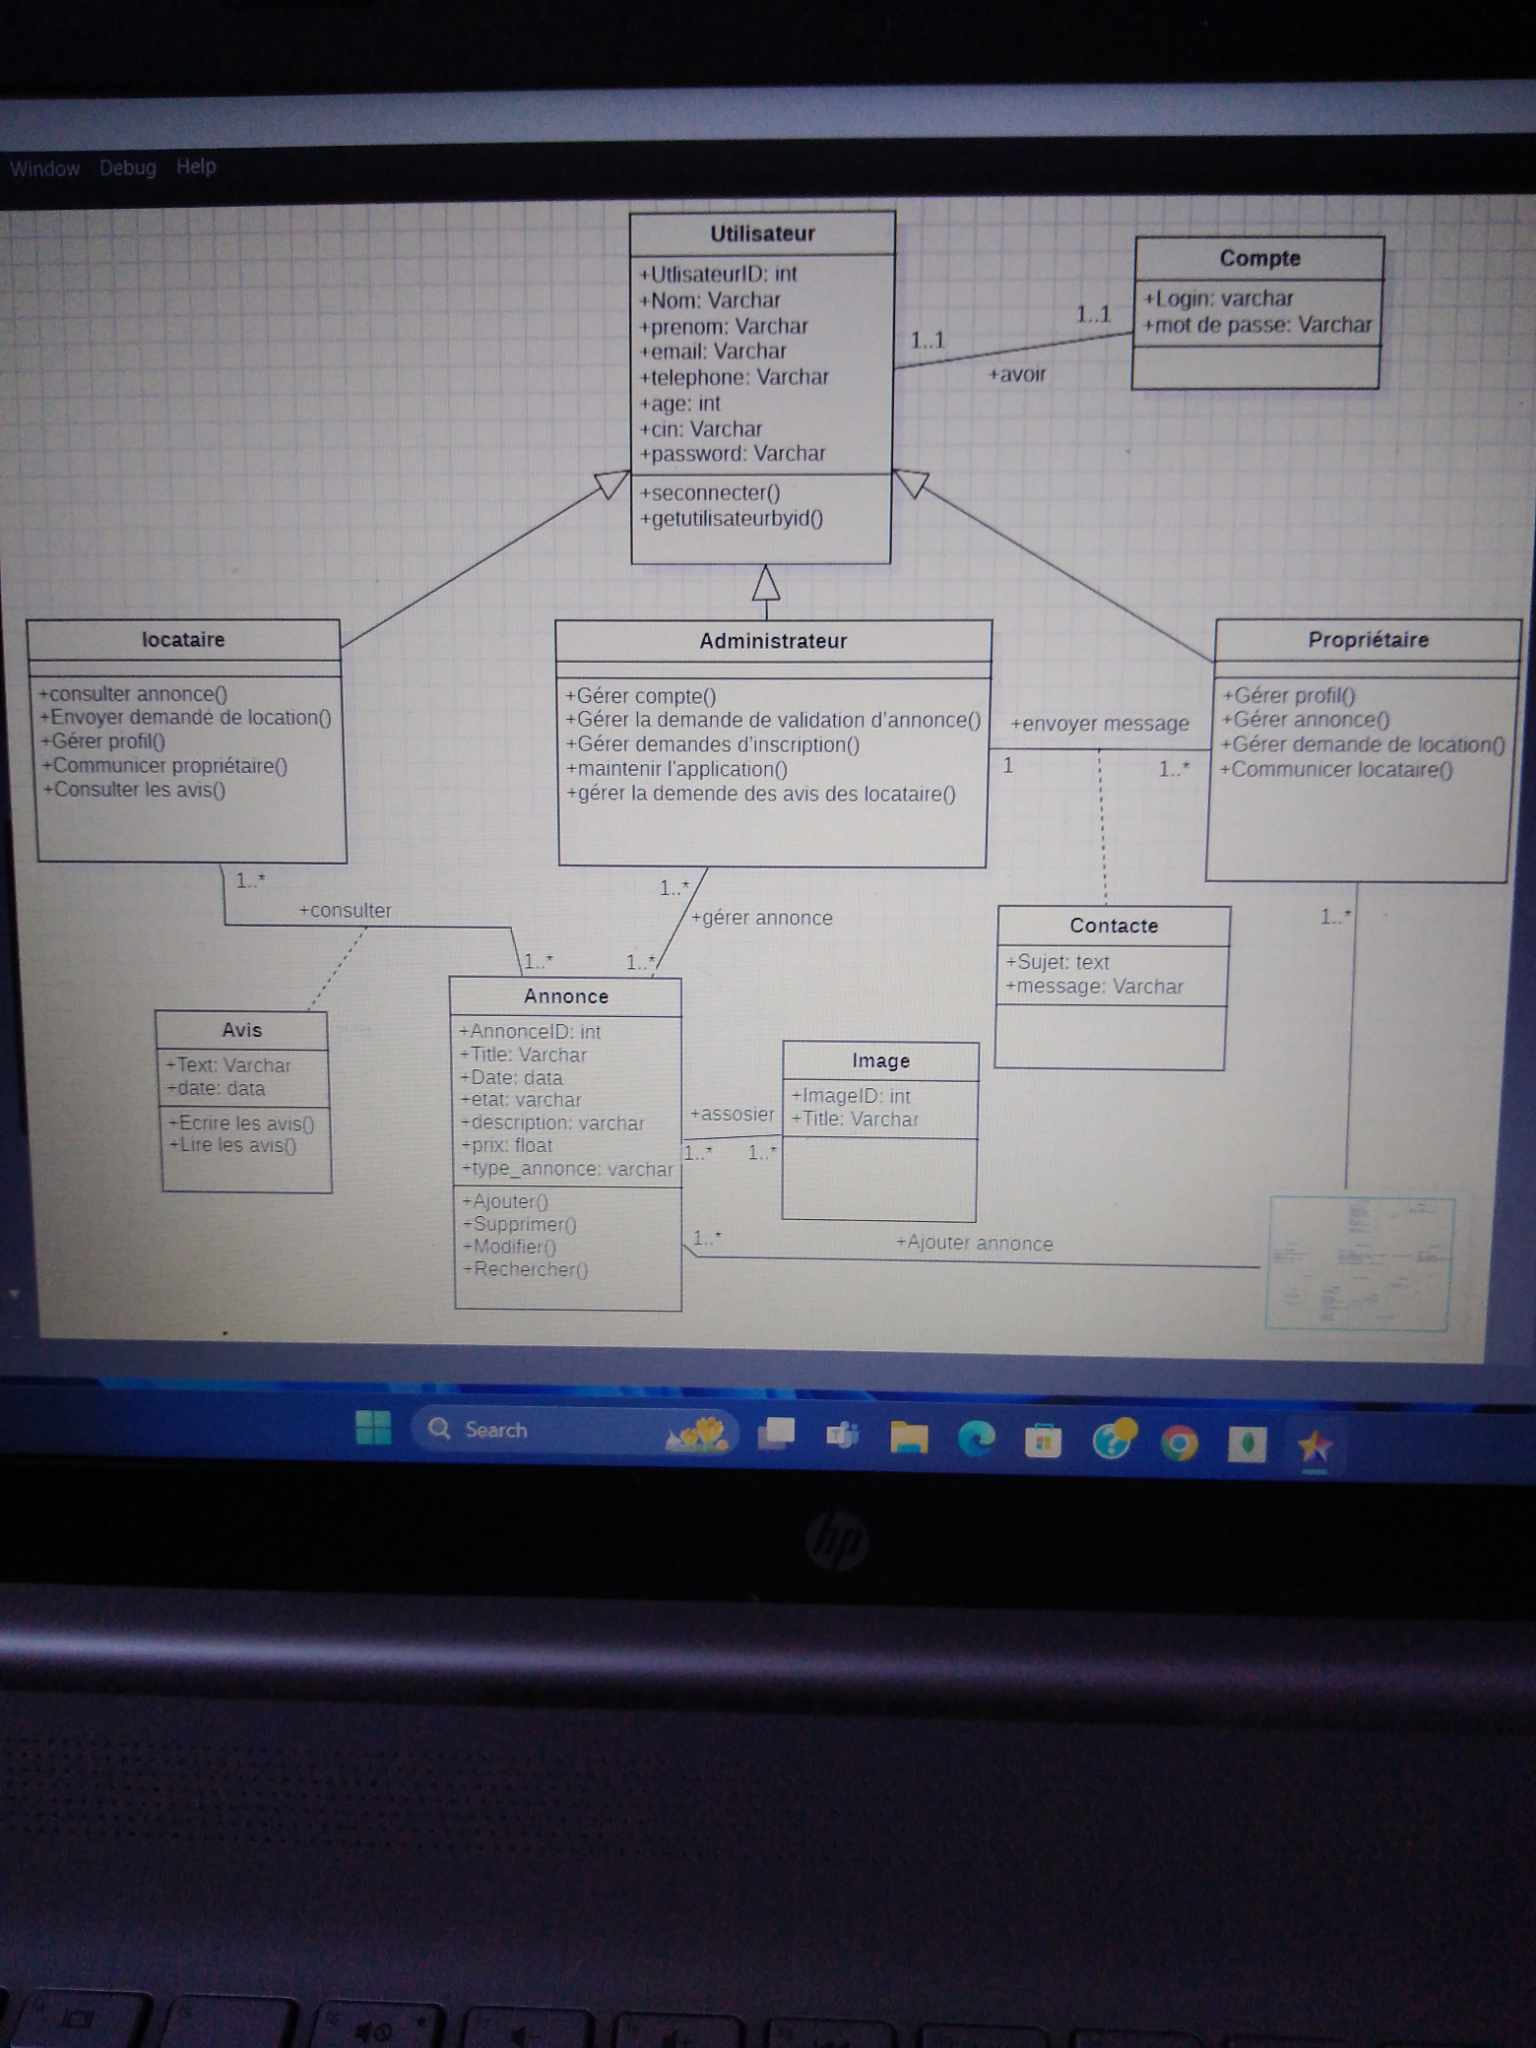 Window Debug Help
Utilisateur
+UtlisateurID: int
+Nom: Varchar
+prenom: Varchar
+email: Varchar
+telephone: Varchar
+age: int
+cin: Varchar
+password: Varchar
+seconnecter()
+getutilisateurbyid()
Compte
+Login: varchar
+mot de passe: Varchar
1..1
1..1
+avoir
locataire
+consulter annonce()
+Envoyer demande de location()
+Gérer profil()
+Communicer propriétaire()
+Consulter les avis()
Administrateur
+Gérer compte()
+Gérer la demande de validation d'annonce()
+Gérer demandes d'inscription()
+maintenir l'application()
+gérer la demende des avis des locataire()
+envoyer message
1
1..*
Propriétaire
+Gérer profil()
+Gérer annonce()
+Gérer demande de location()
+Communicer locataire()
1..*
+consulter
1..*
1..*
+gérer annonce
1..*
1..*
Contacte
+Sujet: text
+message: Varchar
Avis
+Text: Varchar
+date: data
+Ecrire les avis()
+Lire les avis()
Annonce
+AnnonceID: int
+Title: Varchar
+Date: data
+etat: varchar
+description: varchar
+prix: float
+type_annonce: varchar
+Ajouter()
+Supprimer()
+Modifier()
+Rechercher()
+assosier
1..*
1..*
Image
+ImageID: int
+Title: Varchar
1..*
+Ajouter annonce
Search
hp